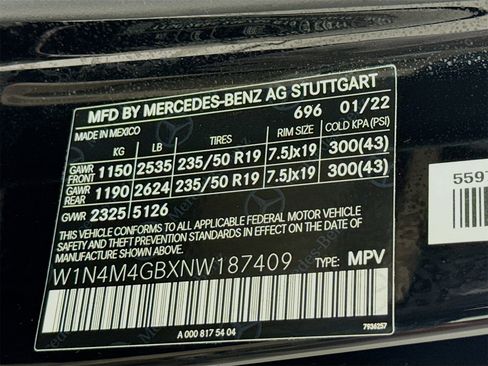 MFD BY MERCEDES-BENZ AG STUTTGART
MADE IN MEXICO 696 01/22
KG LB TIRES RIM SIZE COLD KPA (PSI)
GAWR FRONT 1150 2535 235/50 R19 7.5Jx19 300(43)
GAWR REAR 1190 2624 235/50 R19 7.5Jx19 300(43)
GWR 2325 5126
THIS VEHICLE CONFORMS TO ALL APPLICABLE FEDERAL MOTOR VEHICLE
SAFETY AND THEFT PREVENTION STANDARDS IN EFFECT ON THE DATE OF
MANUFACTURE SHOWN ABOVE.
W1N4M4GBXNW187409 TYPE: MPV
A 000 817 54 04 7936257
559